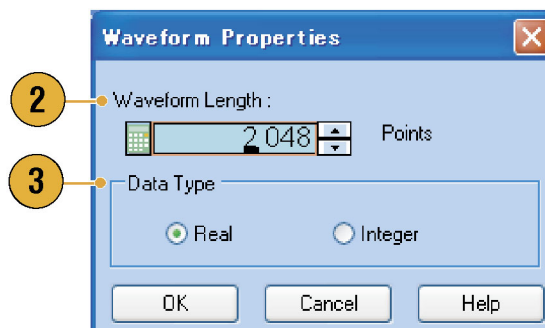 Waveform Properties
2
Waveform Length :
2 048 Points
3
Data Type
Real Integer
OK Cancel Help